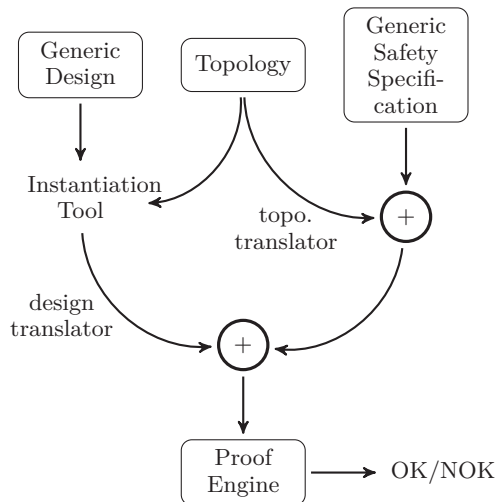 Generic
Design
Topology
Generic
Safety
Specifi-
cation
Instantiation
Tool
topo.
translator
+
design
translator
+
Proof
Engine
OK/NOK